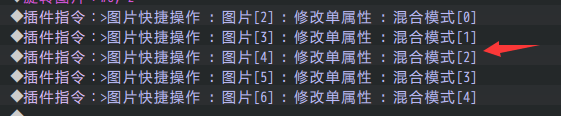 ◆插件指令：>图片快捷操作 : 图片[2] : 修改单属性 : 混合模式[0]
◆插件指令：>图片快捷操作 : 图片[3] : 修改单属性 : 混合模式[1]
◆插件指令：>图片快捷操作 : 图片[4] : 修改单属性 : 混合模式[2]
◆插件指令：>图片快捷操作 : 图片[5] : 修改单属性 : 混合模式[3]
◆插件指令：>图片快捷操作 : 图片[6] : 修改单属性 : 混合模式[4]